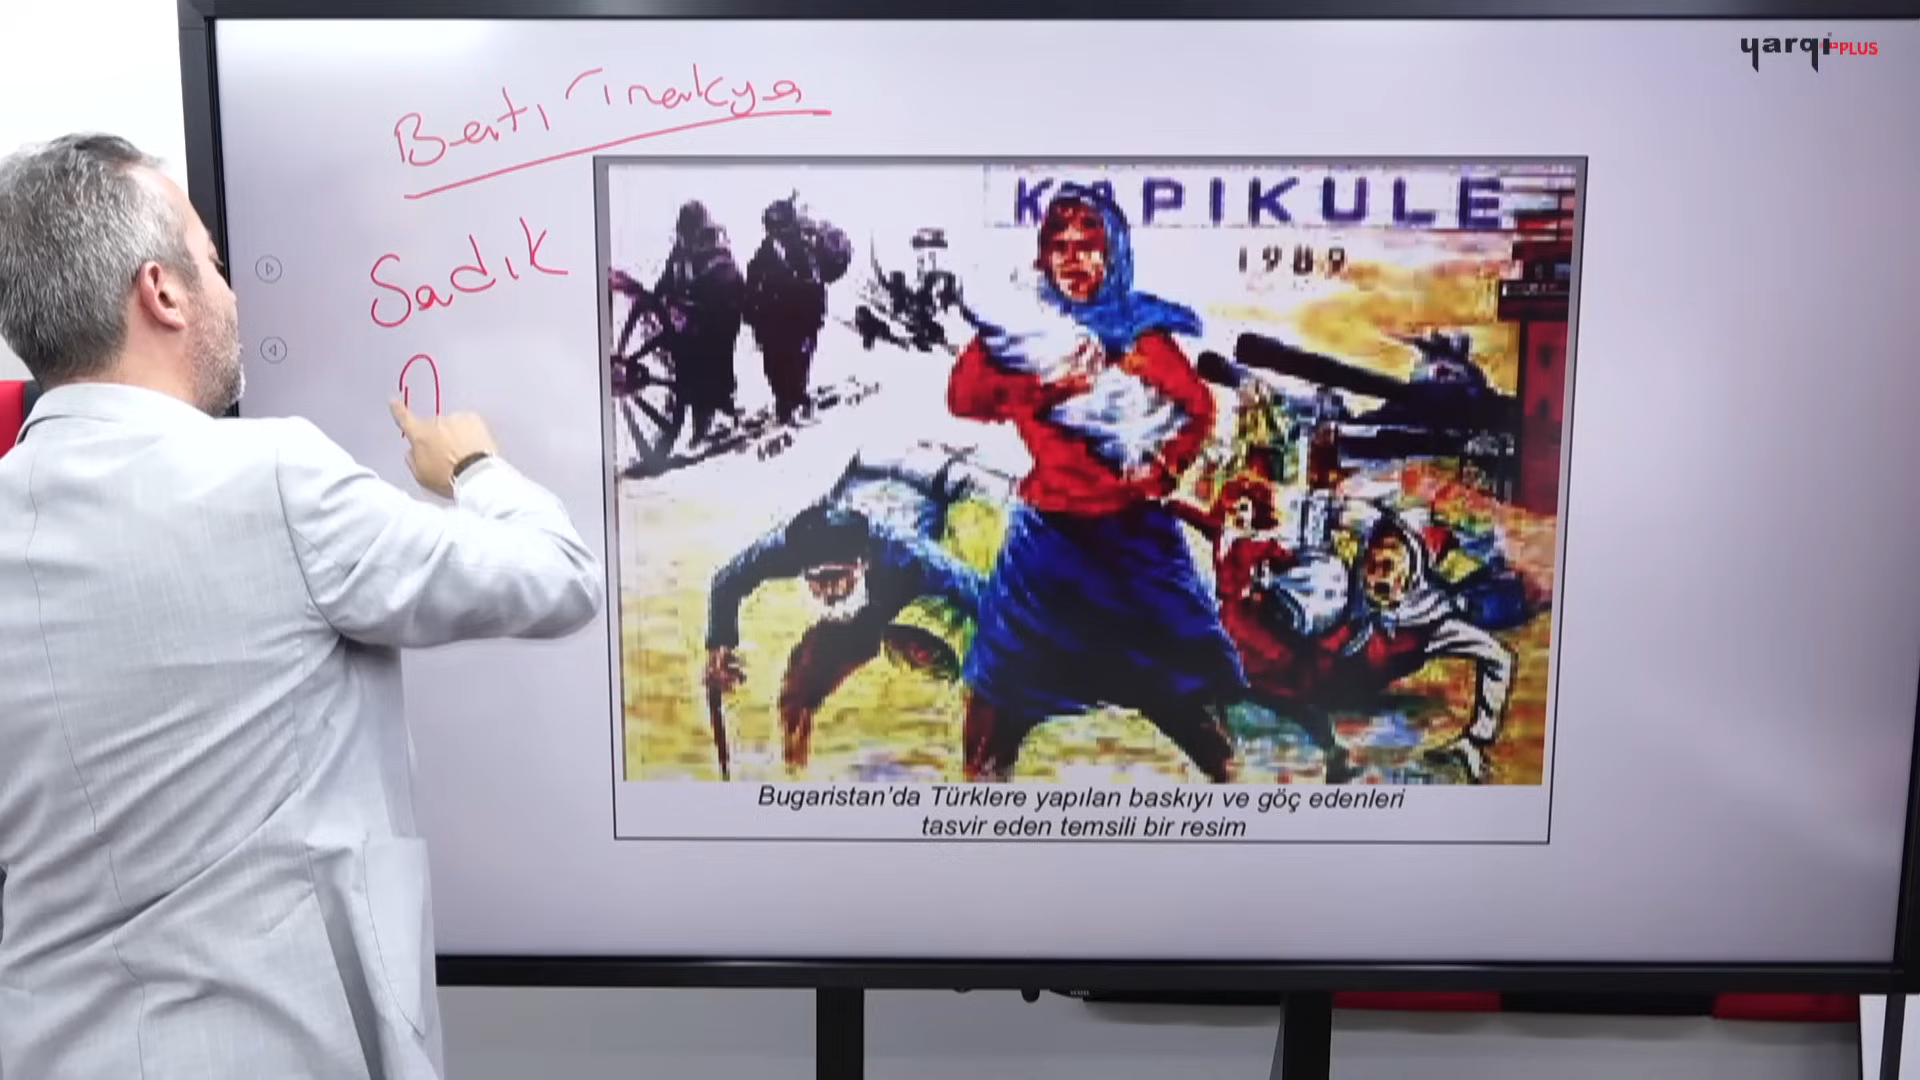 yarqı PLUS
Batı Trakya
Sadık
KAPIKULE
1989
Bugaristan'da Türklere yapılan baskıyı ve göç edenleri
tasvir eden temsili bir resim